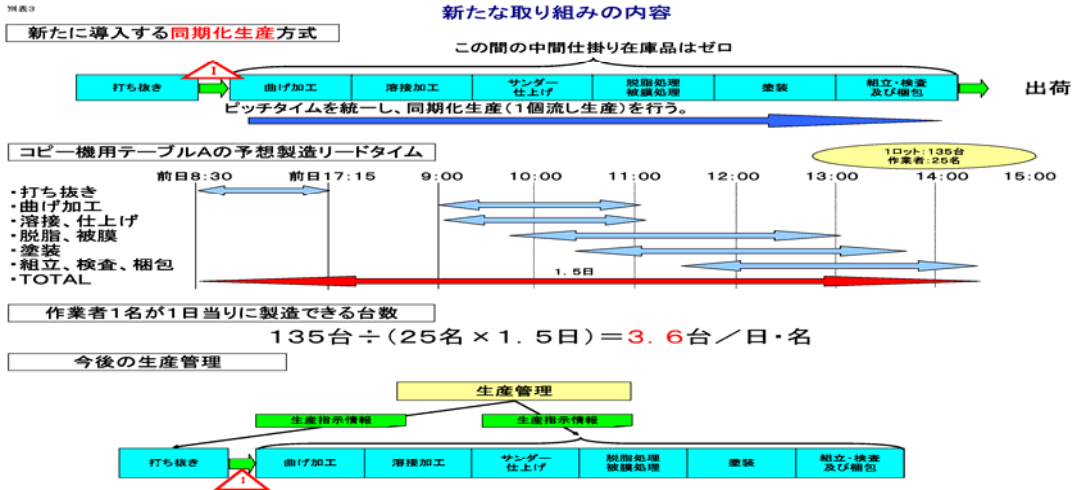 別表3
新たな取り組みの内容
新たに導入する同期化生産方式
この間の中間仕掛り在庫品はゼロ
1
打ち抜き
曲げ加工
溶接加工
サンダー
仕上げ
脱脂処理
被膜処理
塗装
組立・検査
及び梱包
出荷
ピッチタイムを統一し、同期化生産(1個流し生産)を行う。
コピー機用テーブルAの予想製造リードタイム
1ロット:135台
作業者:25名
前日8:30 前日17:15 9:00 10:00 11:00 12:00 13:00 14:00 15:00
・打ち抜き
・曲げ加工
・溶接、仕上げ
・脱脂、被膜
・塗装
・組立、検査、梱包
・TOTAL
1.5日
作業者1名が1日当りに製造できる台数
135台÷(25名×1.5日)=3.6台/日・名
今後の生産管理
生産管理
生産指示情報
生産指示情報
打ち抜き
曲げ加工
溶接加工
サンダー
仕上げ
脱脂処理
被膜処理
塗装
組立・検査
及び梱包
1